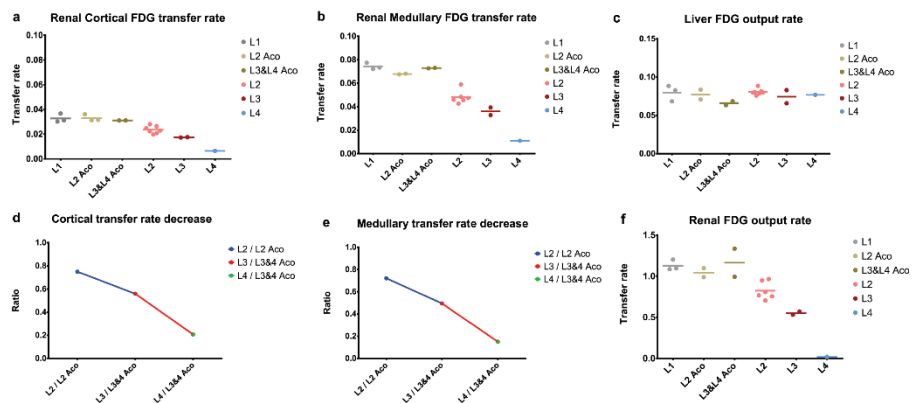 a
Renal Cortical FDG transfer rate
Transfer rate
0.10
0.08
0.06
0.04
0.02
0.00
L1
L2 Aco
L3&L4 Aco
L2
L3
L4
L1
L2 Aco
L3&L4 Aco
L2
L3
L4
b
Renal Medullary FDG transfer rate
Transfer rate
0.10
0.08
0.06
0.04
0.02
0.00
L1
L2 Aco
L3&L4 Aco
L2
L3
L4
L1
L2 Aco
L3&L4 Aco
L2
L3
L4
c
Liver FDG output rate
Transfer rate
0.15
0.10
0.05
0.00
L1
L2 Aco
L3&L4 Aco
L2
L3
L4
L1
L2 Aco
L3&L4 Aco
L2
L3
L4
d
Cortical transfer rate decrease
Ratio
1.0
0.8
0.6
0.4
0.2
0.0
L2 / L2 Aco
L3 / L3&4 Aco
L4 / L3&4 Aco
L2 / L2 Aco
L3 / L3&4 Aco
L4 / L3&4 Aco
e
Medullary transfer rate decrease
Ratio
1.0
0.8
0.6
0.4
0.2
0.0
L2 / L2 Aco
L3 / L3&4 Aco
L4 / L3&4 Aco
L2 / L2 Aco
L3 / L3&4 Aco
L4 / L3&4 Aco
f
Renal FDG output rate
Transfer rate
1.5
1.0
0.5
0.0
L1
L2 Aco
L3&L4 Aco
L2
L3
L4
L1
L2 Aco
L3&L4 Aco
L2
L3
L4